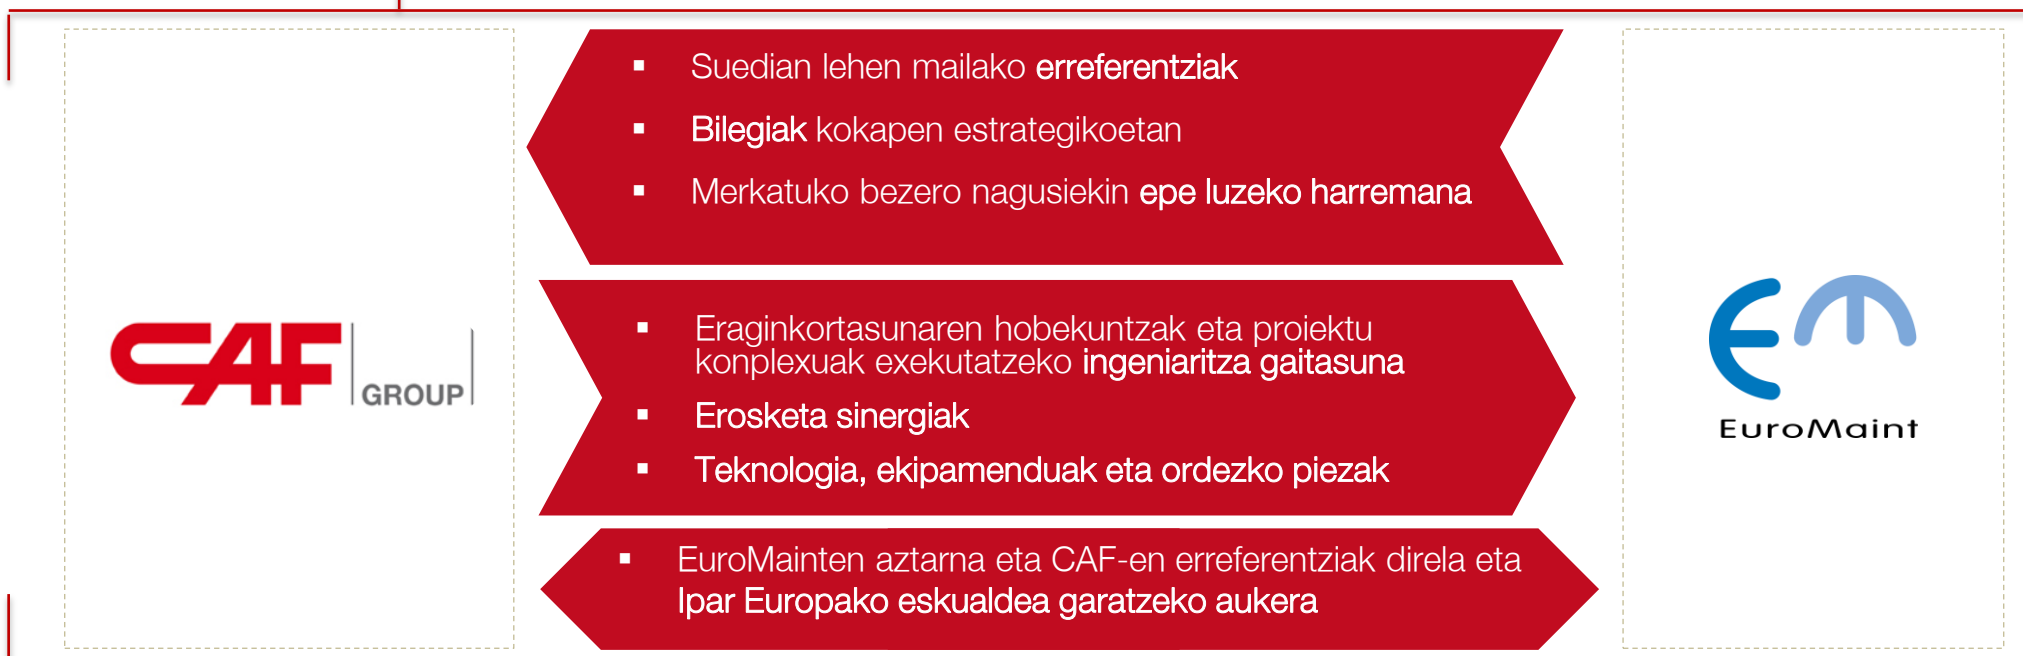 Suedian lehen mailako erreferentziak
Bilegiak kokapen estrategikoetan
Merkatuko bezero nagusiekin epe luzeko harremana
CAF GROUP
Eraginkortasunaren hobekuntzak eta proiektu
konplexuak exekutatzeko ingeniaritza gaitasuna
Erosketa sinergiak
Teknologia, ekipamenduak eta ordezko piezak
EuroMaint
EuroMainten aztarna eta CAF-en erreferentziak direla eta
Ipar Europako eskualdea garatzeko aukera